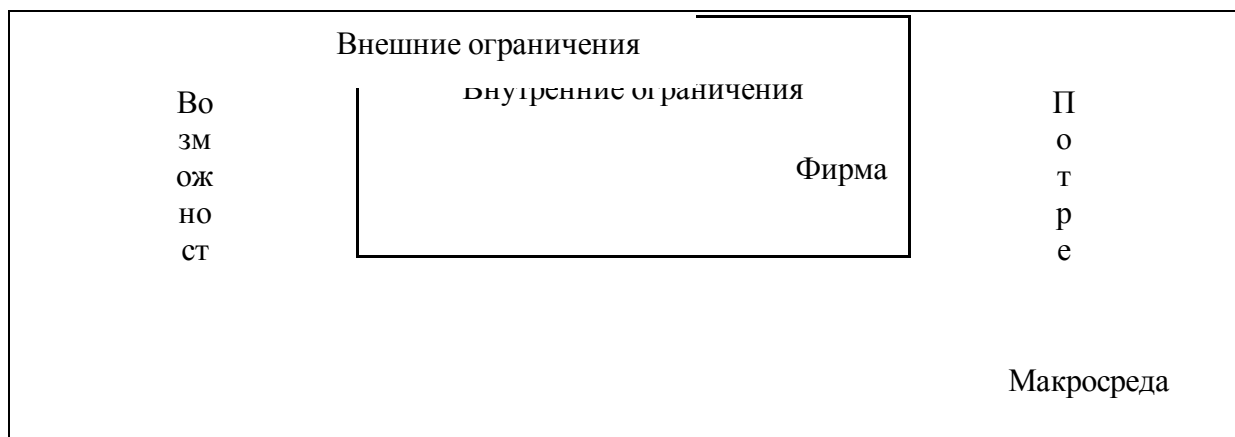 Внешние ограничения
Внутренние ограничения
Во
зм
ож
но
ст
Фирма
П
о
т
р
е
Макросреда